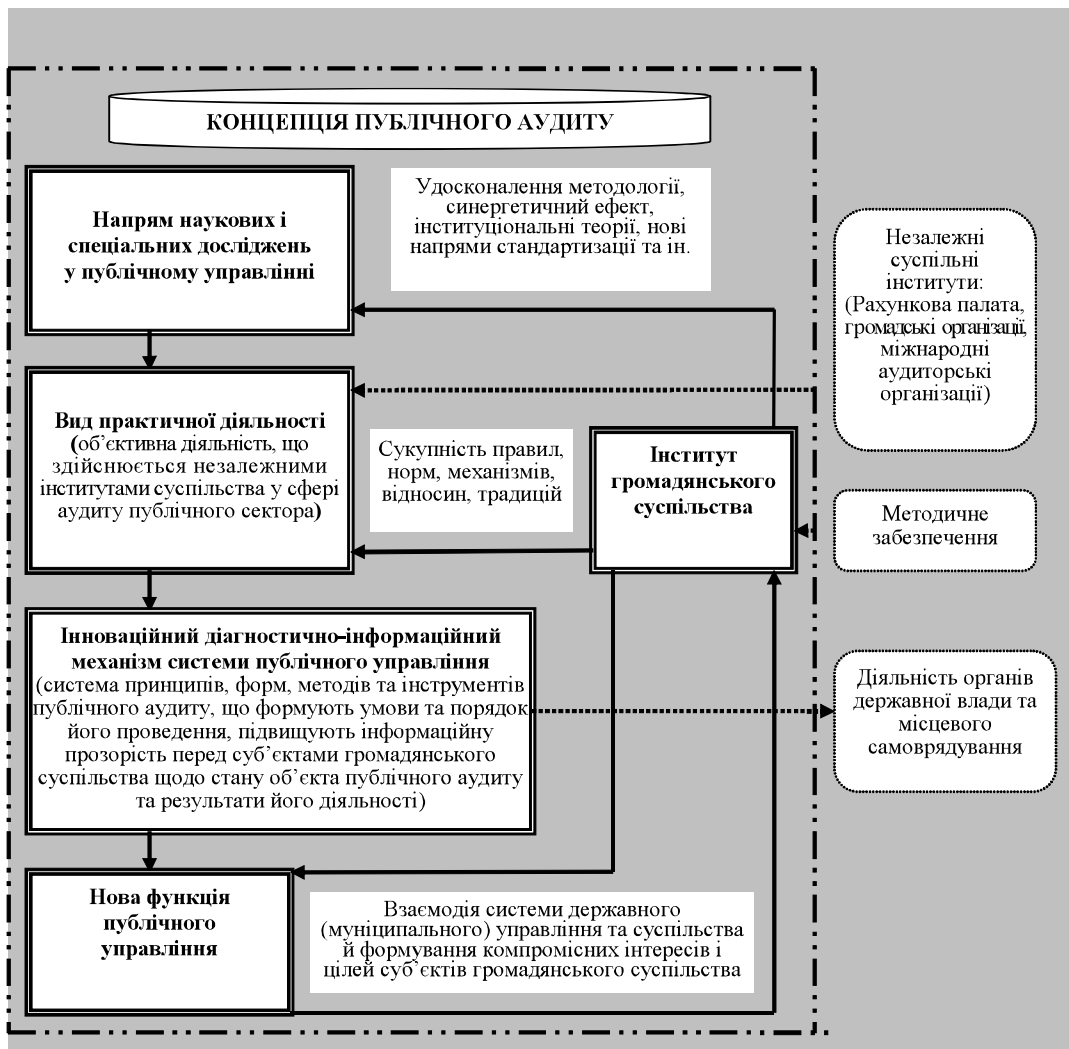 КОНЦЕПЦІЯ ПУБЛІЧНОГО АУДИТУ
Напрям наукових і
спеціальних досліджень
у публічному управлінні
Удосконалення методології,
синергетичний ефект,
інституціональні теорії, нові
напрями стандартизації та ін.
Незалежні
суспільні
інститути:
(Рахункова палата,
громадські організації,
міжнародні
аудиторські
організації)
Вид практичної діяльності
(об’єктивна діяльність, що
здійснюється незалежними
інститутами суспільства у сфері
аудиту публічного сектора)
Сукупність правил,
норм, механізмів,
відносин, традицій
Інститут
громадянського
суспільства
Методичне
забезпечення
Інноваційний діагностично-інформаційний
механізм системи публічного управління
(система принципів, форм, методів та інструментів
публічного аудиту, що формують умови та порядок
його проведення, підвищують інформаційну
прозорість перед суб’єктами громадянського
суспільства щодо стану об’єкта публічного аудиту
та результати його діяльності)
Діяльність органів
державної влади та
місцевого
самоврядування
Нова функція
публічного
управління
Взаємодія системи державного
(муніципального) управління та суспільства
й формування компромісних інтересів і
цілей суб’єктів громадянського суспільства